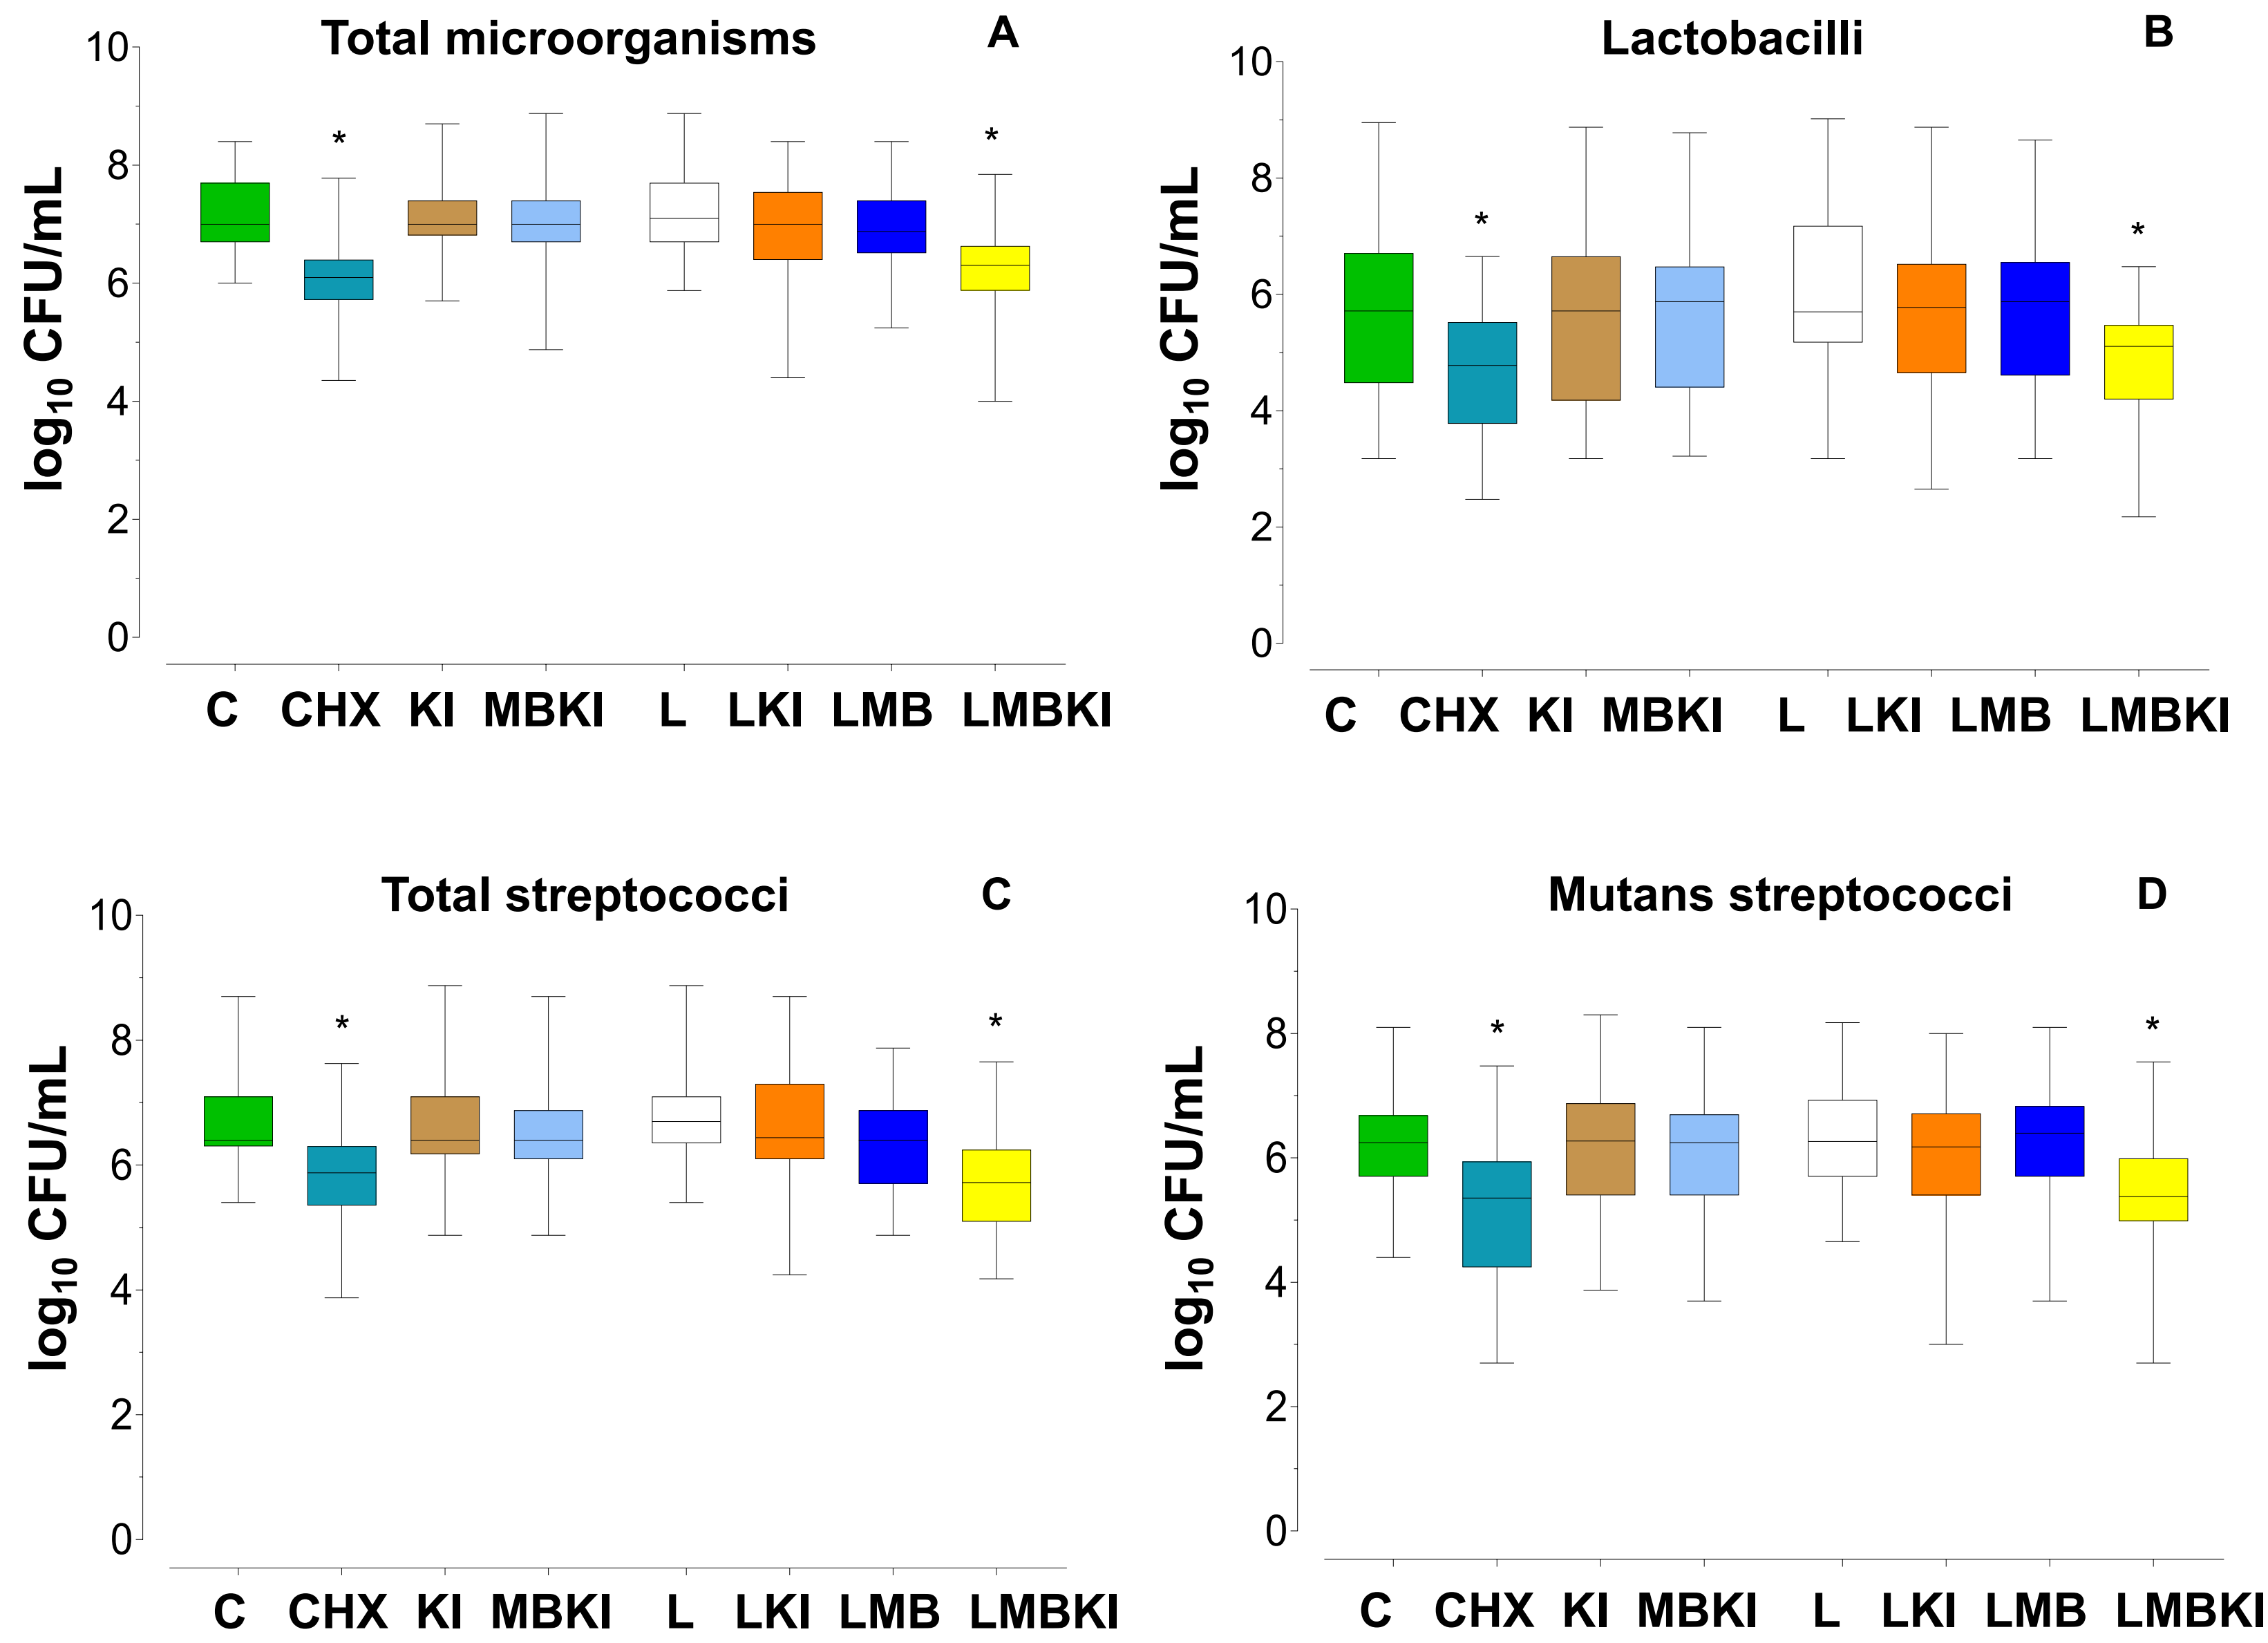 Total microorganisms A
log10 CFU/mL
10
8
6
4
2
0
* *
C CHX KI MBKI L LKI LMB LMBKI
Lactobacilli B
log10 CFU/mL
10
8
6
4
2
0
* *
C CHX KI MBKI L LKI LMB LMBKI
Total streptococci C
log10 CFU/mL
10
8
6
4
2
0
* *
C CHX KI MBKI L LKI LMB LMBKI
Mutans streptococci D
log10 CFU/mL
10
8
6
4
2
0
* *
C CHX KI MBKI L LKI LMB LMBKI